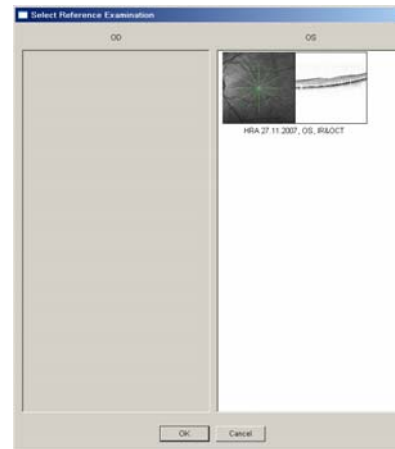 Select Reference Examination
OD
OS
HRA 27.11.2007, OS, IR&OCT
OK
Cancel